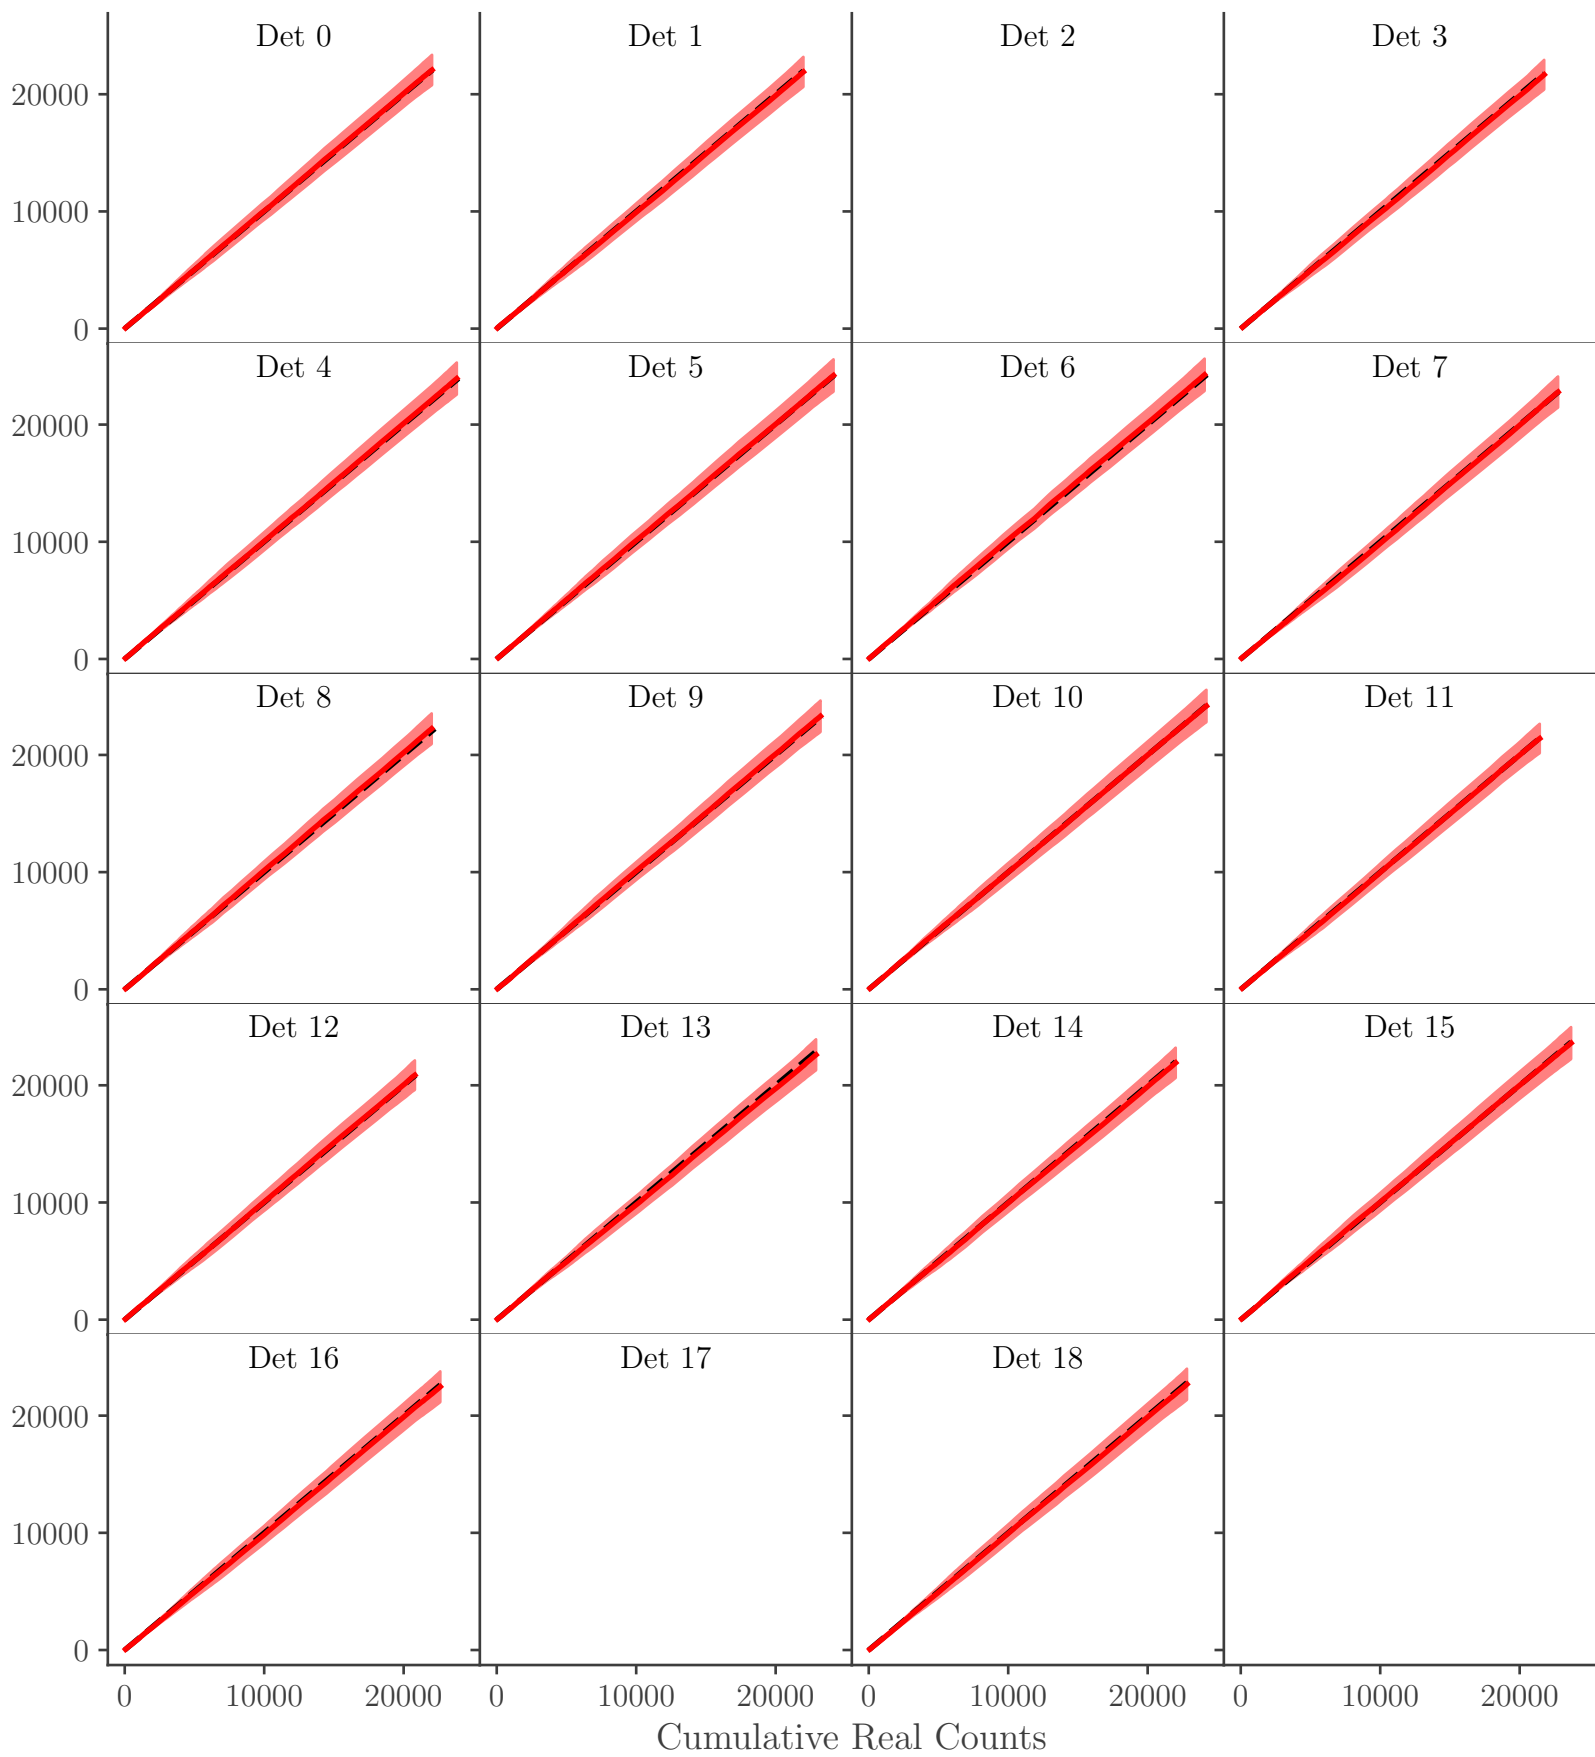 Det 0 Det 1 Det 2 Det 3
20000
10000
0
Det 4 Det 5 Det 6 Det 7
20000
10000
0
Det 8 Det 9 Det 10 Det 11
20000
10000
0
Det 12 Det 13 Det 14 Det 15
20000
10000
0
Det 16 Det 17 Det 18
20000
10000
0
0 10000 20000 0 10000 20000 0 10000 20000 0 10000 20000
Cumulative Real Counts